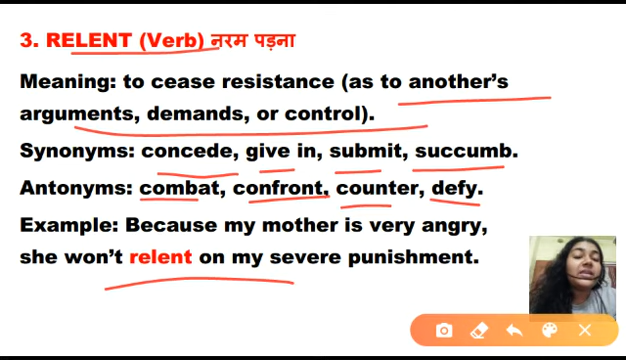 3. RELENT (Verb) नरम पड़ना
Meaning: to cease resistance (as to another's
arguments, demands, or control).
Synonyms: concede, give in, submit, succumb.
Antonyms: combat, confront, counter, defy.
Example: Because my mother is very angry,
she won't relent on my severe punishment.